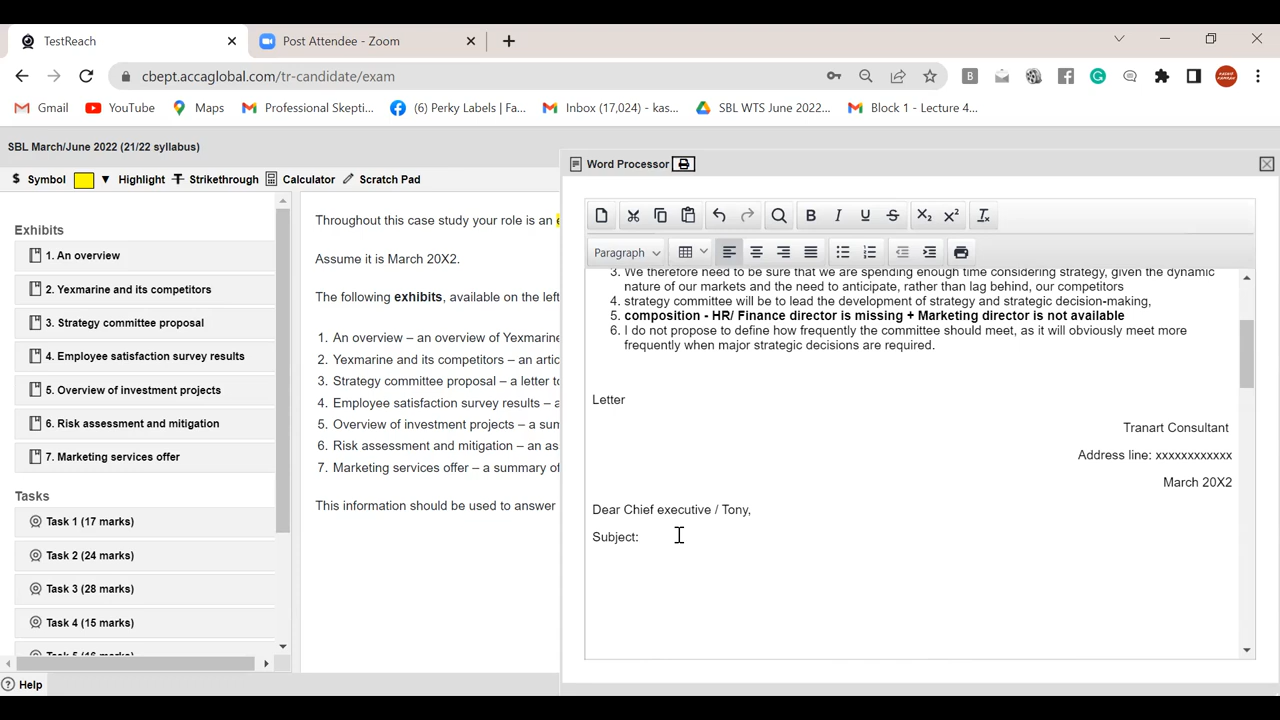 TestReach
Post Attendee - Zoom
cbept.accaglobal.com/tr-candidate/exam
Gmail
YouTube
Maps
Professional Skepti...
(6) Perky Labels | Fa...
Inbox (17,024) - kas...
SBL WTS June 2022...
Block 1 - Lecture 4...
SBL March/June 2022 (21/22 syllabus)
$ Symbol
Highlight
Strikethrough
Calculator
Scratch Pad
Exhibits
1. An overview
2. Yexmarine and its competitors
3. Strategy committee proposal
4. Employee satisfaction survey results
5. Overview of investment projects
6. Risk assessment and mitigation
7. Marketing services offer
Tasks
Task 1 (17 marks)
Task 2 (24 marks)
Task 3 (28 marks)
Task 4 (15 marks)
Help
Throughout this case study your role is an
Assume it is March 20X2.
The following exhibits, available on the left
1. An overview – an overview of Yexmarine
2. Yexmarine and its competitors – an artic
3. Strategy committee proposal – a letter to
4. Employee satisfaction survey results – a
5. Overview of investment projects – a sum
6. Risk assessment and mitigation – an as
7. Marketing services offer – a summary of
This information should be used to answer
Word Processor
B I U S X2 X2 Tx
Paragraph
3. We therefore need to be sure that we are spending enough time considering strategy, given the dynamic
nature of our markets and the need to anticipate, rather than lag behind, our competitors
4. strategy committee will be to lead the development of strategy and strategic decision-making,
5. composition - HR/ Finance director is missing + Marketing director is not available
6. I do not propose to define how frequently the committee should meet, as it will obviously meet more
frequently when major strategic decisions are required.
Letter
Tranart Consultant
Address line: xxxxxxxxxxxx
March 20X2
Dear Chief executive / Tony,
Subject: